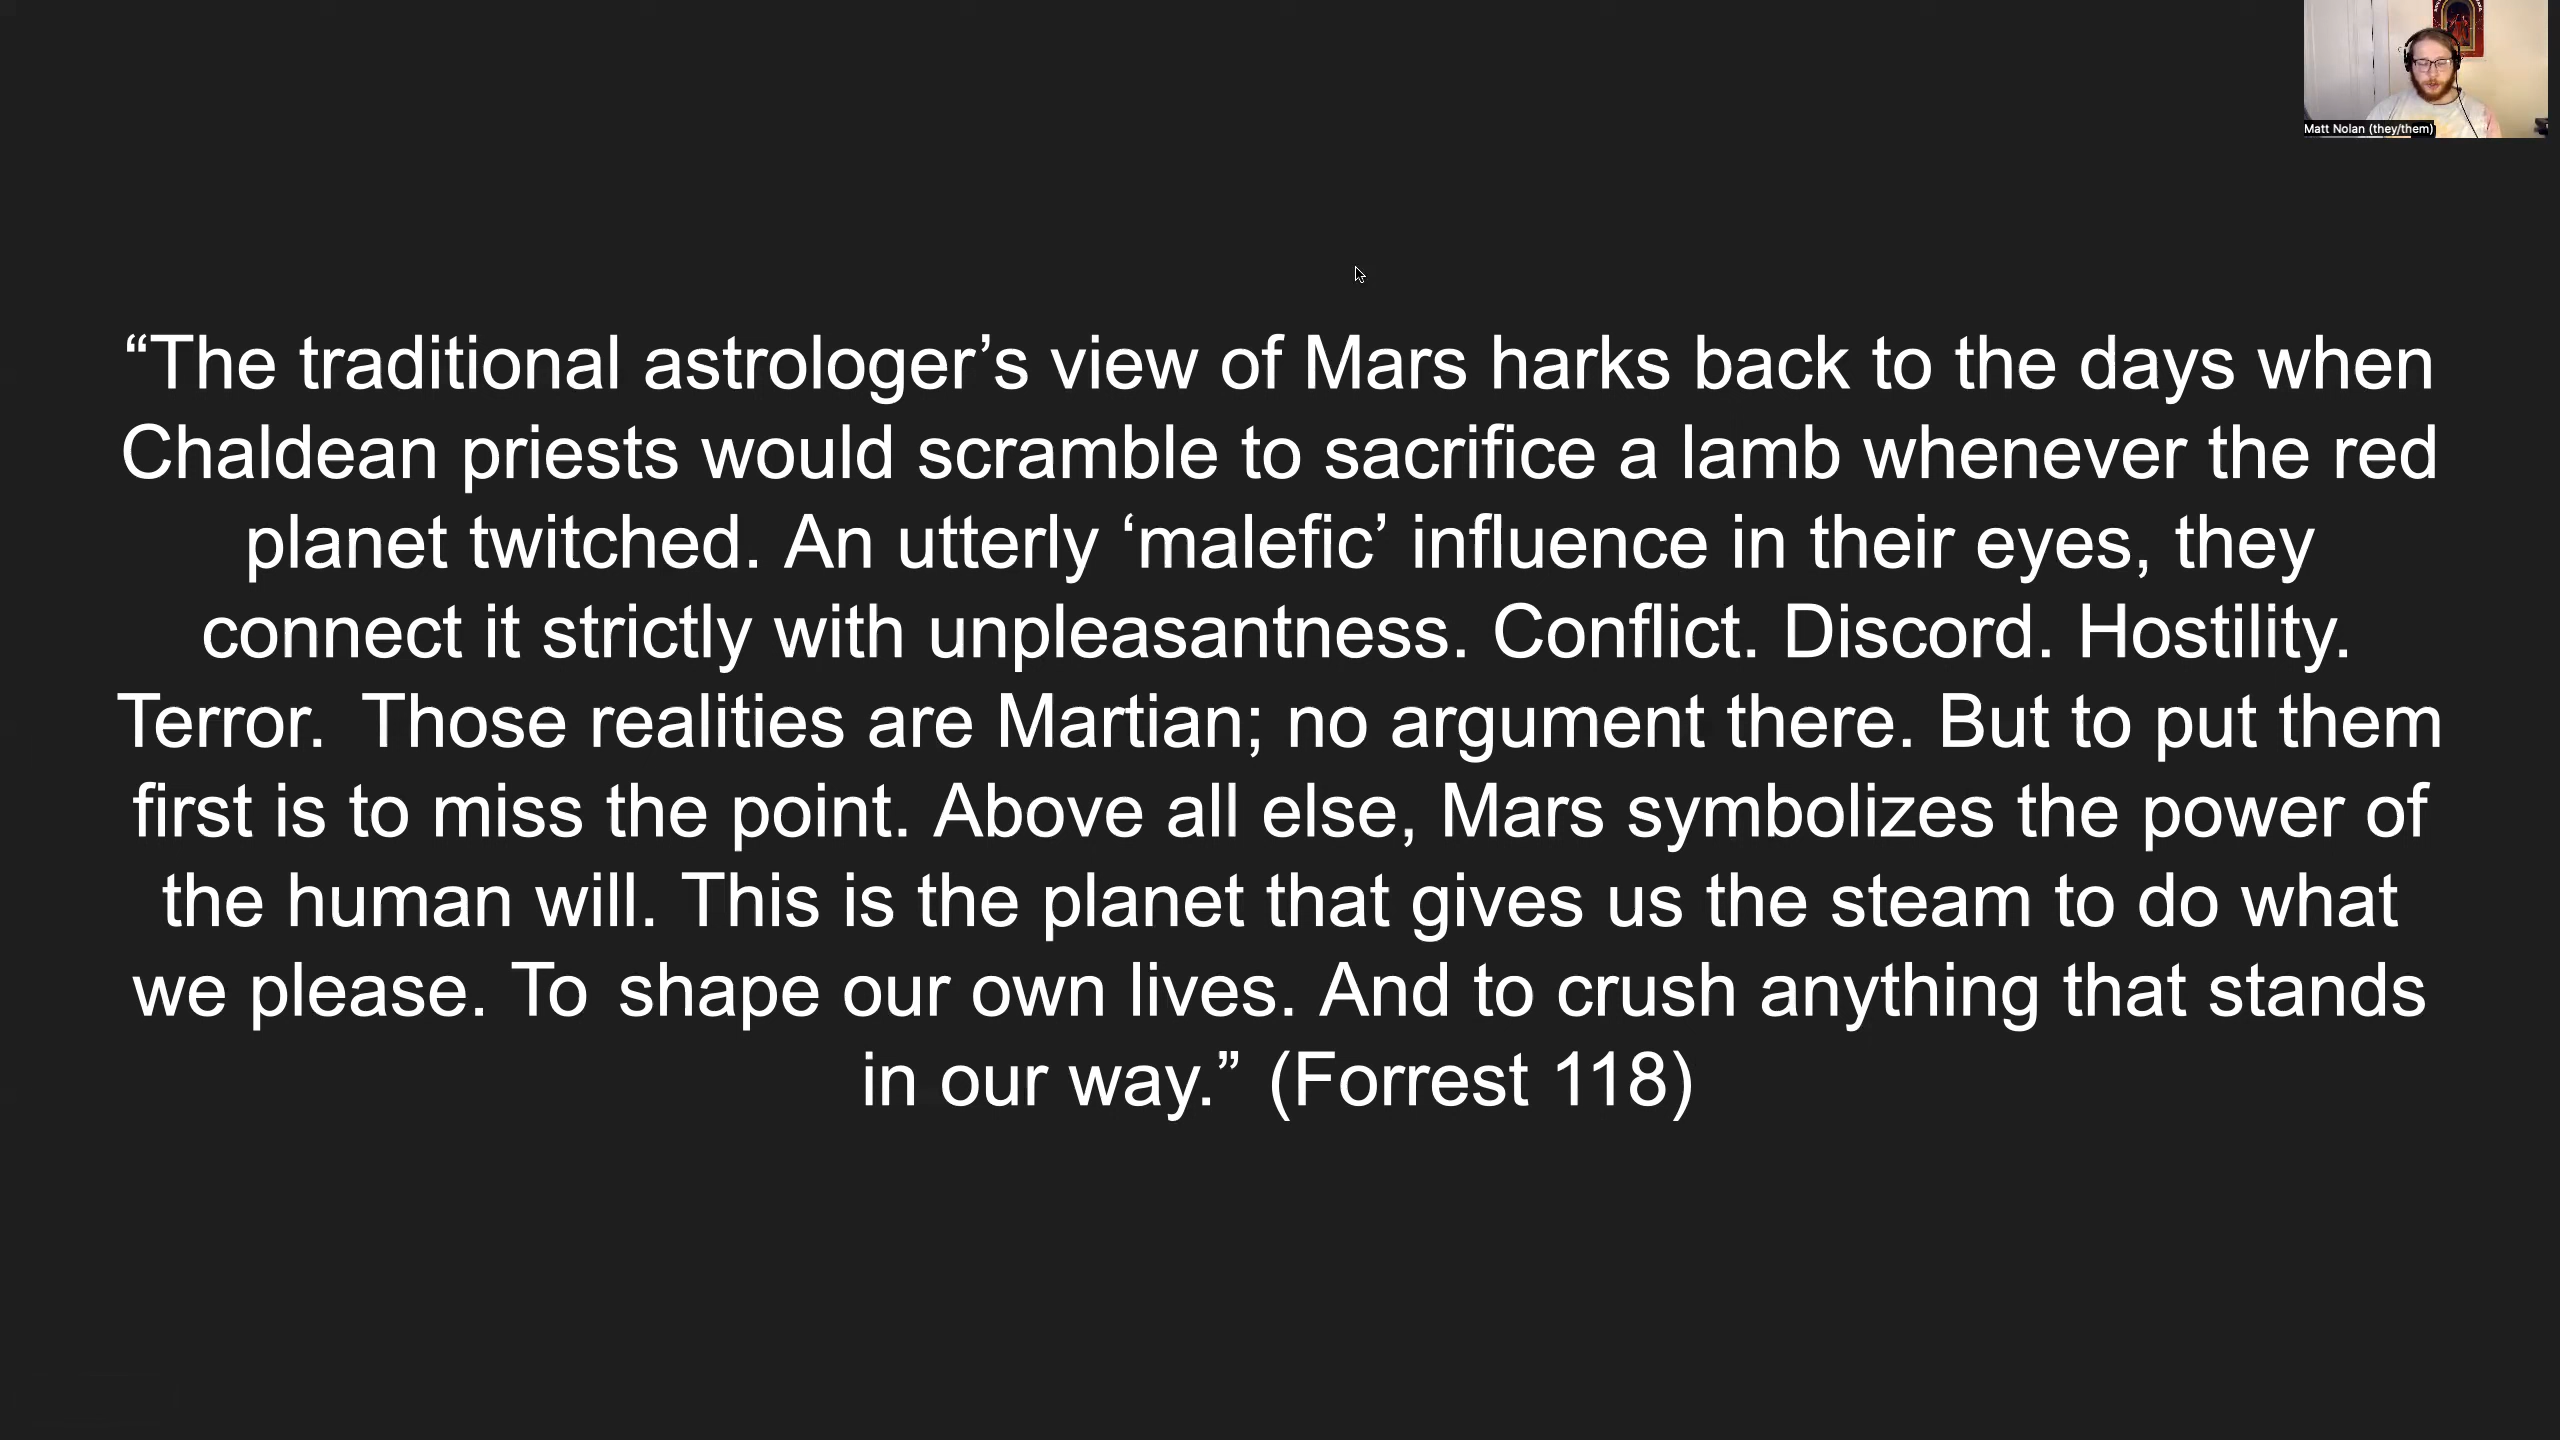 Matt Nolan (they/them)
“The traditional astrologer’s view of Mars harks back to the days when
Chaldean priests would scramble to sacrifice a lamb whenever the red
planet twitched. An utterly ‘malefic’ influence in their eyes, they
connect it strictly with unpleasantness. Conflict. Discord. Hostility.
Terror. Those realities are Martian; no argument there. But to put them
first is to miss the point. Above all else, Mars symbolizes the power of
the human will. This is the planet that gives us the steam to do what
we please. To shape our own lives. And to crush anything that stands
in our way.” (Forrest 118)